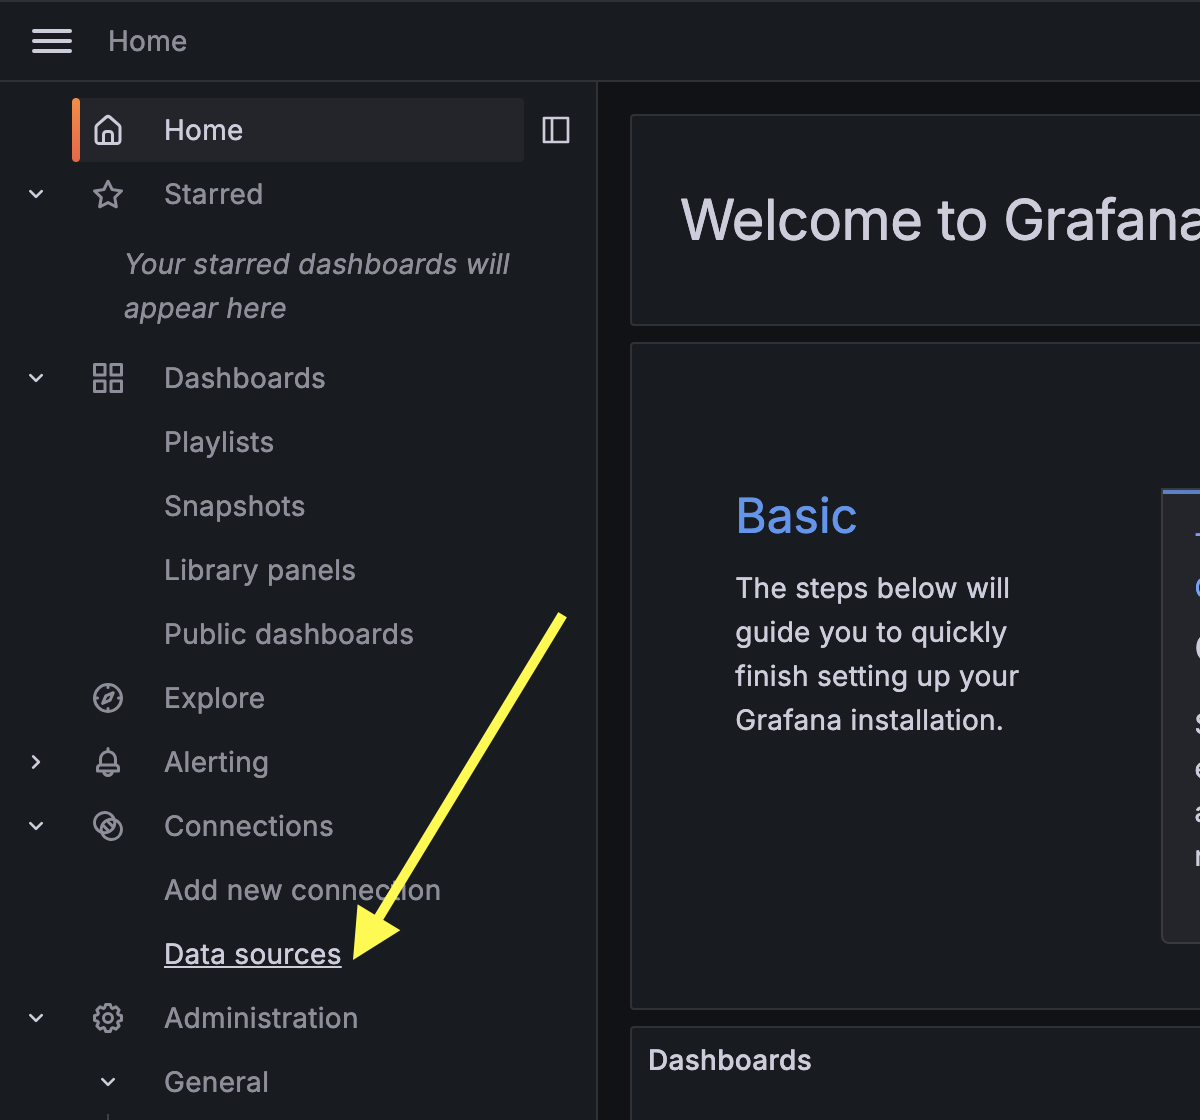 Home
Home
Starred
Your starred dashboards will
appear here
Dashboards
Playlists
Snapshots
Library panels
Public dashboards
Explore
Alerting
Connections
Add new connection
Data sources
Administration
General
Welcome to Grafana
Basic
The steps below will
guide you to quickly
finish setting up your
Grafana installation.
Dashboards